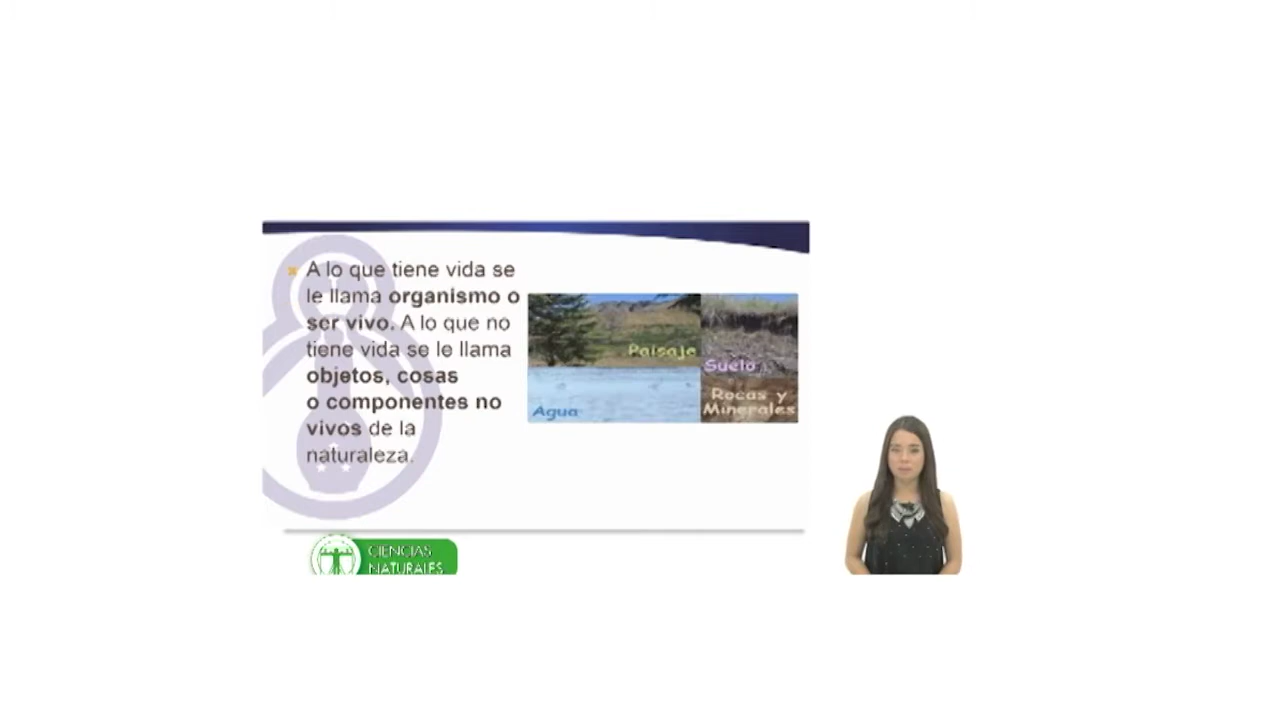 A lo que tiene vida se
le llama organismo o
ser vivo. A lo que no
tiene vida se le llama
objetos, cosas
o componentes no
vivos de la
naturaleza.
Paisaje
Suelo
Agua
Rocas y
Minerales
CIENCIAS
NATURALES